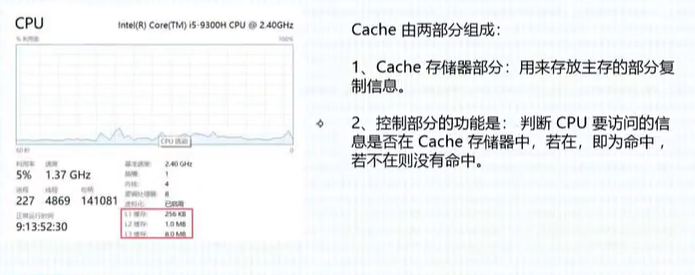 CPU
Intel(R) Core(TM) i5-9300H CPU @ 2.40GHz
% 利用率
100%
CPU 活动
60 秒
0
利用率 速度
5% 1.37 GHz
进程 线程 句柄
227 4869 141081
正常运行时间
9:13:52:30
基准速度: 2.40 GHz
插槽: 1
内核: 4
逻辑处理器: 8
虚拟化: 已启用
L1 缓存: 256 KB
L2 缓存: 1.0 MB
L3 缓存: 8.0 MB
Cache 由两部分组成：
1、Cache 存储器部分：用来存放主存的部分复
制信息。
2、控制部分的功能是： 判断 CPU 要访问的信
息是否在 Cache 存储器中，若在，即为命中，
若不在则没有命中。